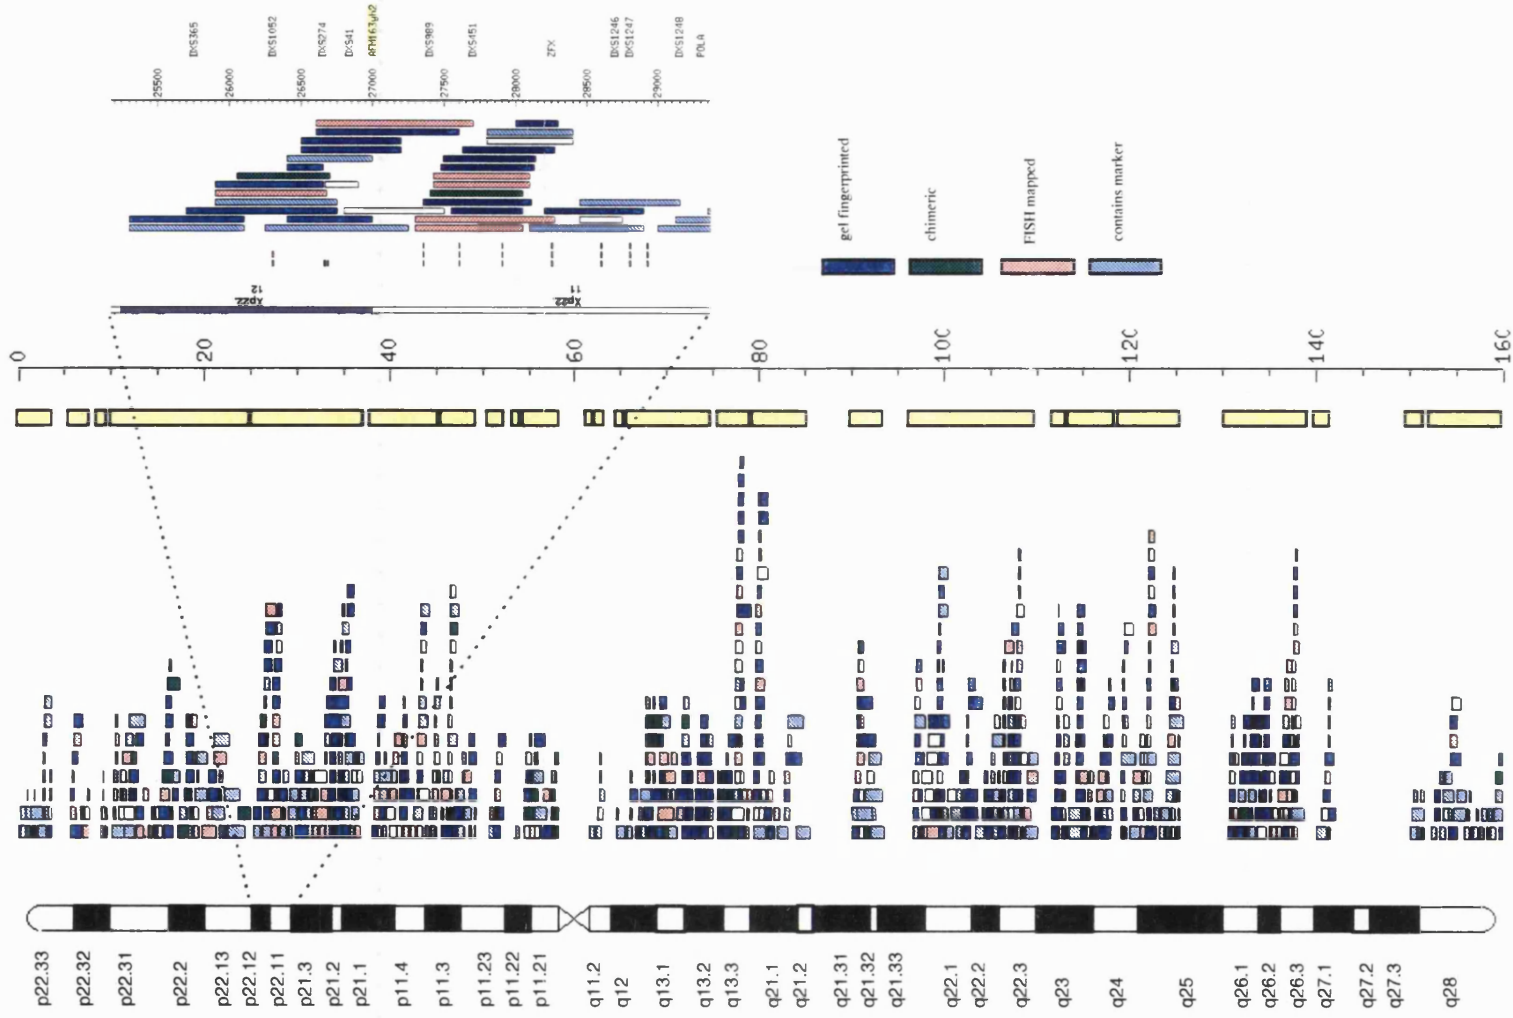 DXS365
DXS1052
DXS274
DXS41
AFM163yh2
DXS989
DXS451
ZFX
DXS1246
DXS1247
DXS1248
POLA
25500
26000
26500
27000
27500
28000
28500
29000
Xp22.
12
Xp22.
11
gel fingerprinted
chimeric
FISH mapped
contains marker
0
20
40
60
80
100
120
140
160
p22.33
p22.32
p22.31
p22.2
p22.13
p22.12
p22.11
p21.3
p21.2
p21.1
p11.4
p11.3
p11.23
p11.22
p11.21
q11.2
q12
q13.1
q13.2
q13.3
q21.1
q21.2
q21.31
q21.32
q21.33
q22.1
q22.2
q22.3
q23
q24
q25
q26.1
q26.2
q26.3
q27.1
q27.2
q27.3
q28